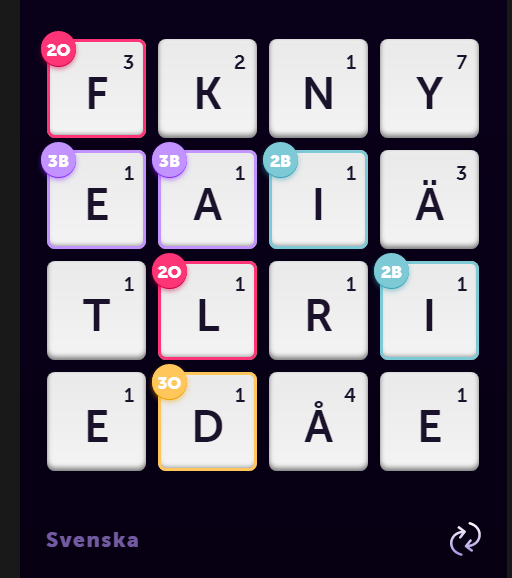 2O
F 3 K 2 N 1 Y 7
3B 3B 2B
E 1 A 1 I 1 Ä 3
2O 2B
T 1 L 1 R 1 I 1
3O
E 1 D 1 Å 4 E 1
Svenska